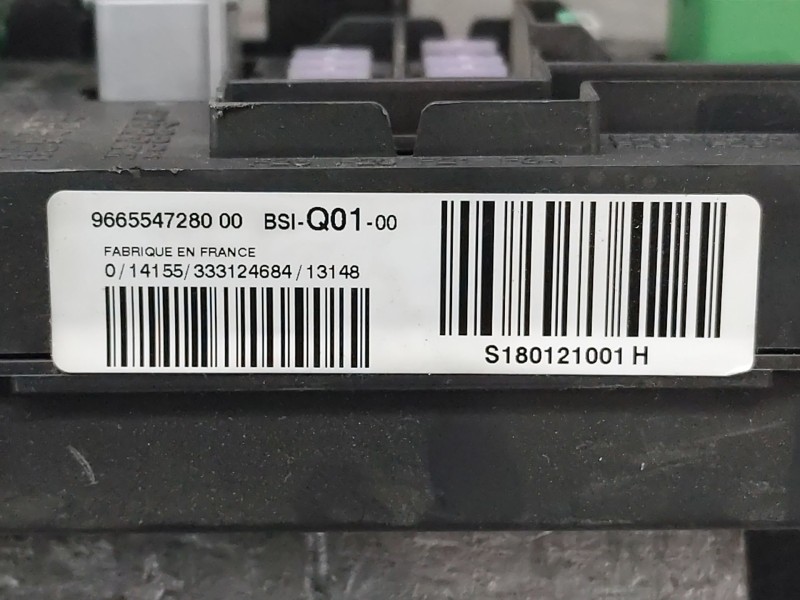 9665547280 00 BSI-Q01-00
FABRIQUE EN FRANCE
0/14155/333124684/13148
S180121001 H